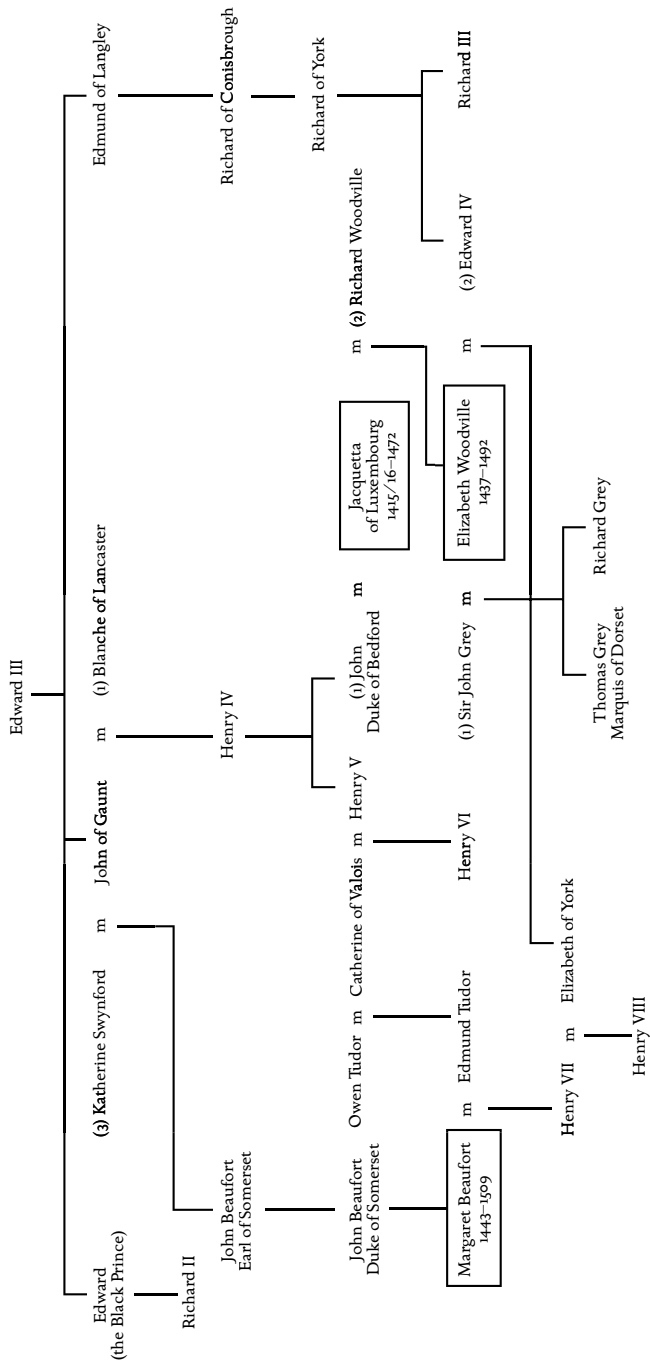 Edward III
Edward
(the Black Prince)
(3) Katherine Swynford
m
John of Gaunt
m
(1) Blanche of Lancaster
Edmund of Langley
Richard II
John Beaufort
Earl of Somerset
Henry IV
Richard of Conisbrough
John Beaufort
Duke of Somerset
Owen Tudor
m
Catherine of Valois
m
Henry V
(1) John
Duke of Bedford
m
Jacquetta
of Luxembourg
1415/16–1472
m
(2) Richard Woodville
Richard of York
Margaret Beaufort
1443–1509
m
Edmund Tudor
Henry VI
(1) Sir John Grey
m
Elizabeth Woodville
1437–1492
m
(2) Edward IV
Richard III
Henry VII
m
Elizabeth of York
Thomas Grey
Marquis of Dorset
Richard Grey
Henry VIII